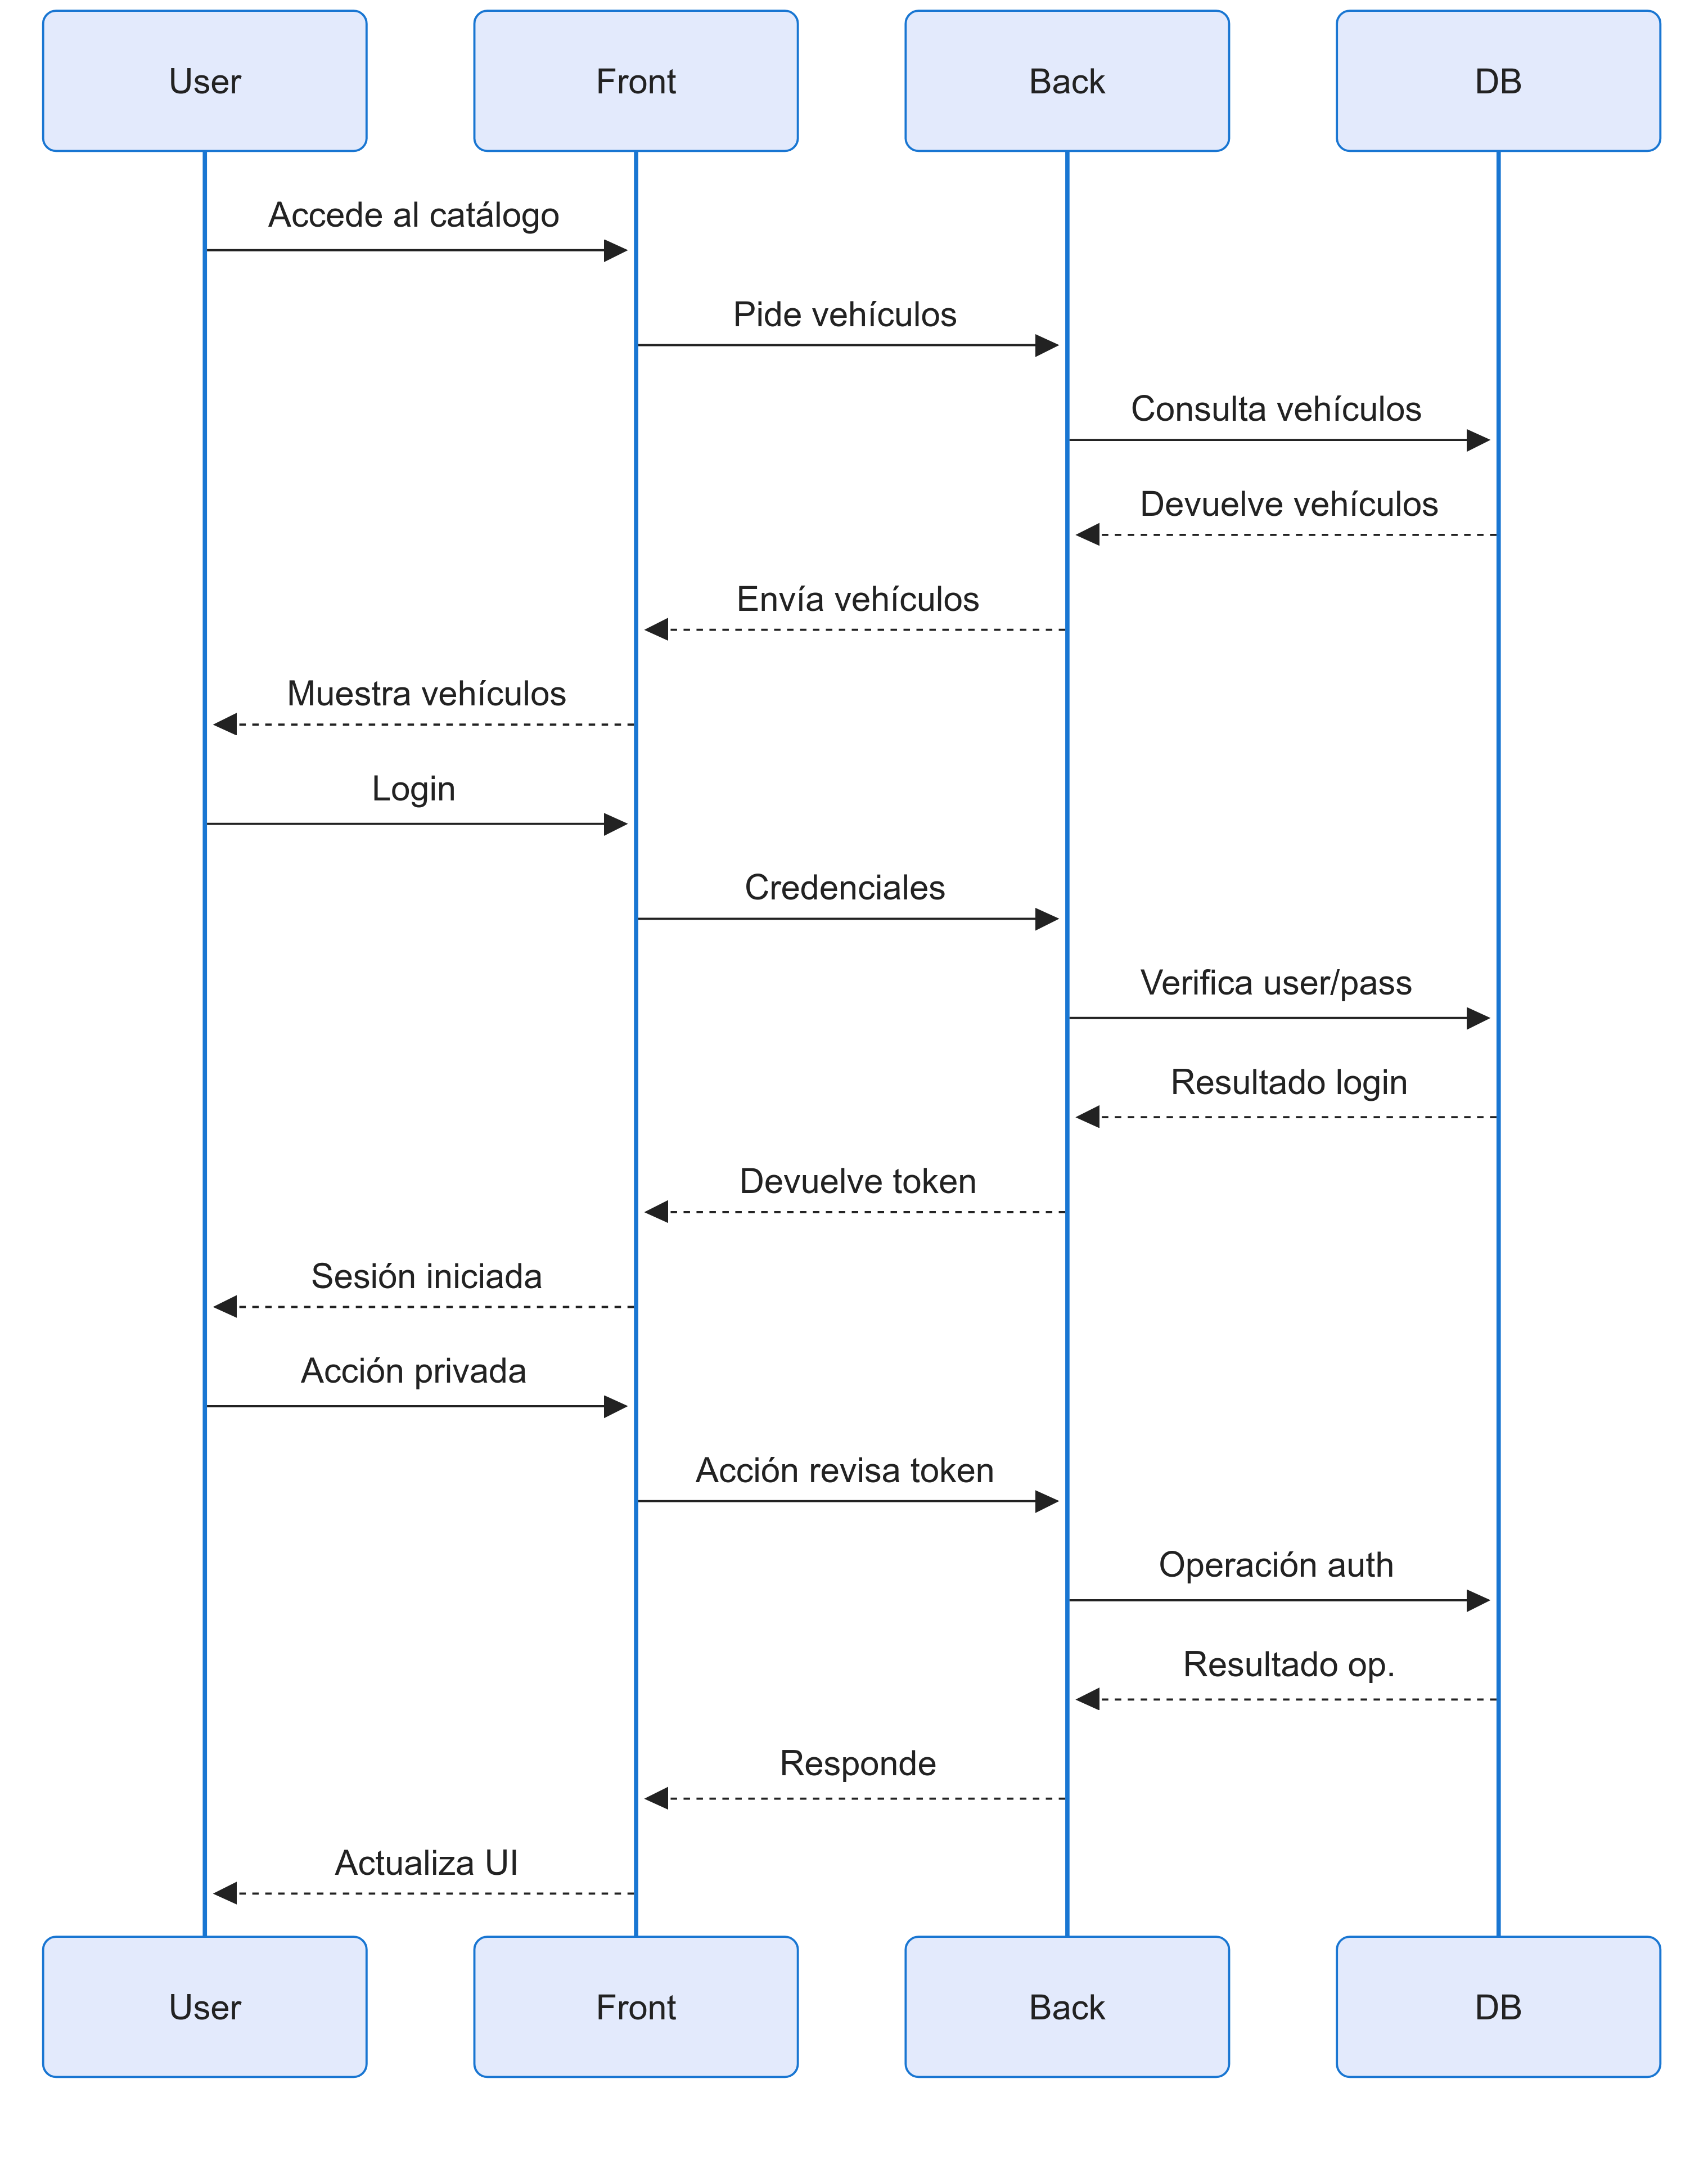 User
Front
Back
DB
Accede al catálogo
Pide vehículos
Consulta vehículos
Devuelve vehículos
Envía vehículos
Muestra vehículos
Login
Credenciales
Verifica user/pass
Resultado login
Devuelve token
Sesión iniciada
Acción privada
Acción revisa token
Operación auth
Resultado op.
Responde
Actualiza UI
User
Front
Back
DB